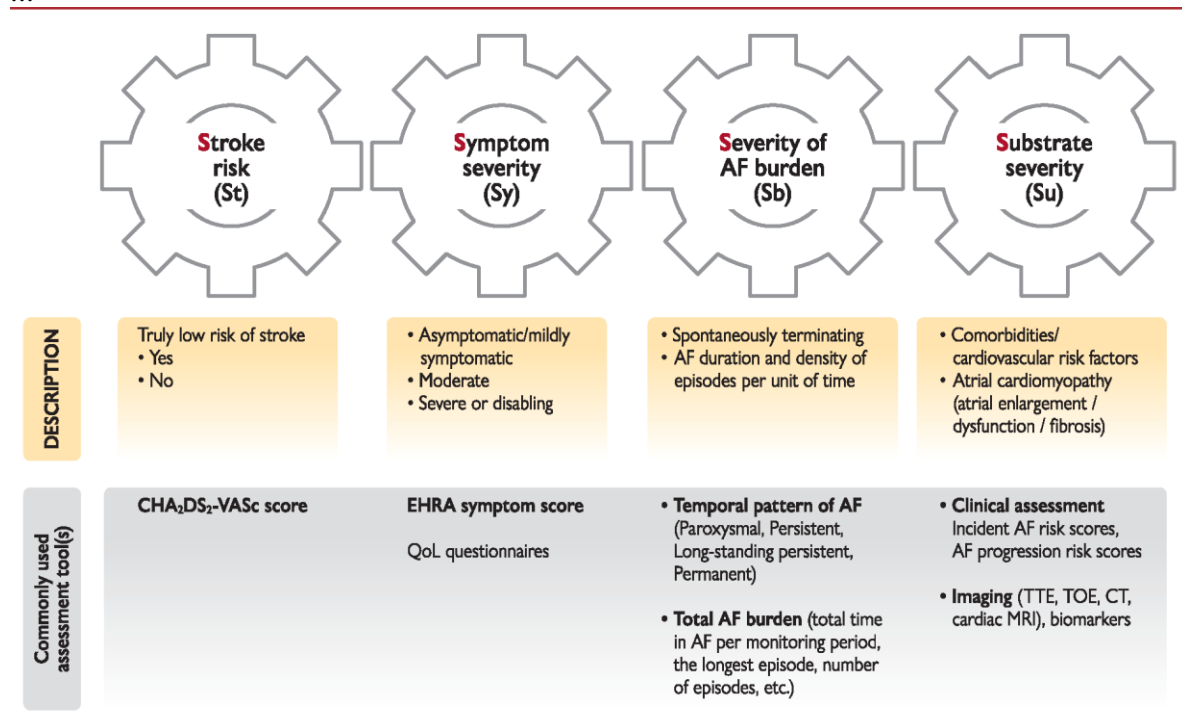 Stroke
risk
(St)
Symptom
severity
(Sy)
Severity of
AF burden
(Sb)
Substrate
severity
(Su)
DESCRIPTION
Truly low risk of stroke
• Yes
• No
• Asymptomatic/mildly
symptomatic
• Moderate
• Severe or disabling
• Spontaneously terminating
• AF duration and density of
episodes per unit of time
• Comorbidities/
cardiovascular risk factors
• Atrial cardiomyopathy
(atrial enlargement /
dysfunction / fibrosis)
Commonly used
assessment tool(s)
CHA₂DS₂-VASc score
EHRA symptom score
QoL questionnaires
• Temporal pattern of AF
(Paroxysmal, Persistent,
Long-standing persistent,
Permanent)
• Total AF burden (total time
in AF per monitoring period,
the longest episode, number
of episodes, etc.)
• Clinical assessment
Incident AF risk scores,
AF progression risk scores
• Imaging (TTE, TOE, CT,
cardiac MRI), biomarkers